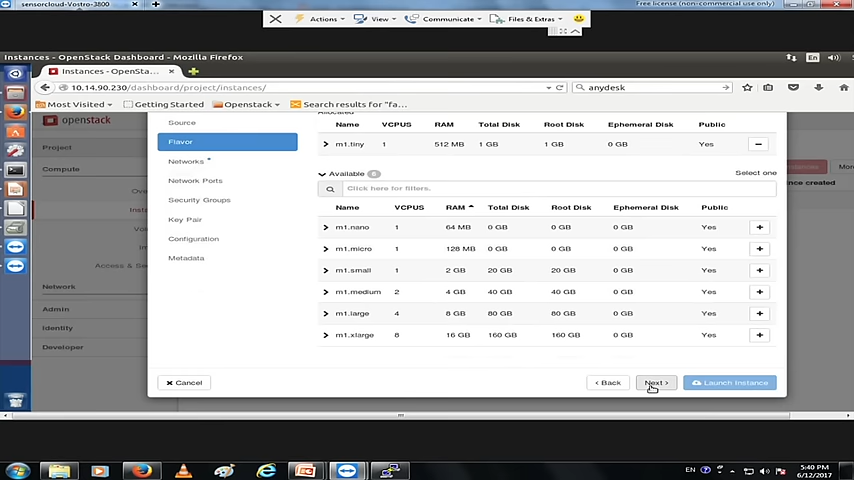 sensorcloud-Vostro-3800
Free license (non-commercial use only)
Actions View Communicate Files & Extras
Instances - OpenStack Dashboard - Mozilla Firefox
En
Instances - OpenSta...
10.14.90.230/dashboard/project/instances/
anydesk
Most Visited Getting Started Openstack Search results for "fa...
openstack
Project
Compute
Network
Admin
Identity
Developer
Source
Flavor
Networks *
Network Ports
Security Groups
Key Pair
Configuration
Metadata
Allocated
Name VCPUS RAM Total Disk Root Disk Ephemeral Disk Public
m1.tiny 1 512 MB 1 GB 1 GB 0 GB Yes
Available 6 Select one
Click here for filters.
Name VCPUS RAM Total Disk Root Disk Ephemeral Disk Public
m1.nano 1 64 MB 0 GB 0 GB 0 GB Yes
m1.micro 1 128 MB 0 GB 0 GB 0 GB Yes
m1.small 1 2 GB 20 GB 20 GB 0 GB Yes
m1.medium 2 4 GB 40 GB 40 GB 0 GB Yes
m1.large 4 8 GB 80 GB 80 GB 0 GB Yes
m1.xlarge 8 16 GB 160 GB 160 GB 0 GB Yes
Cancel < Back Next > Launch Instance
EN 5:40 PM
6/12/2017